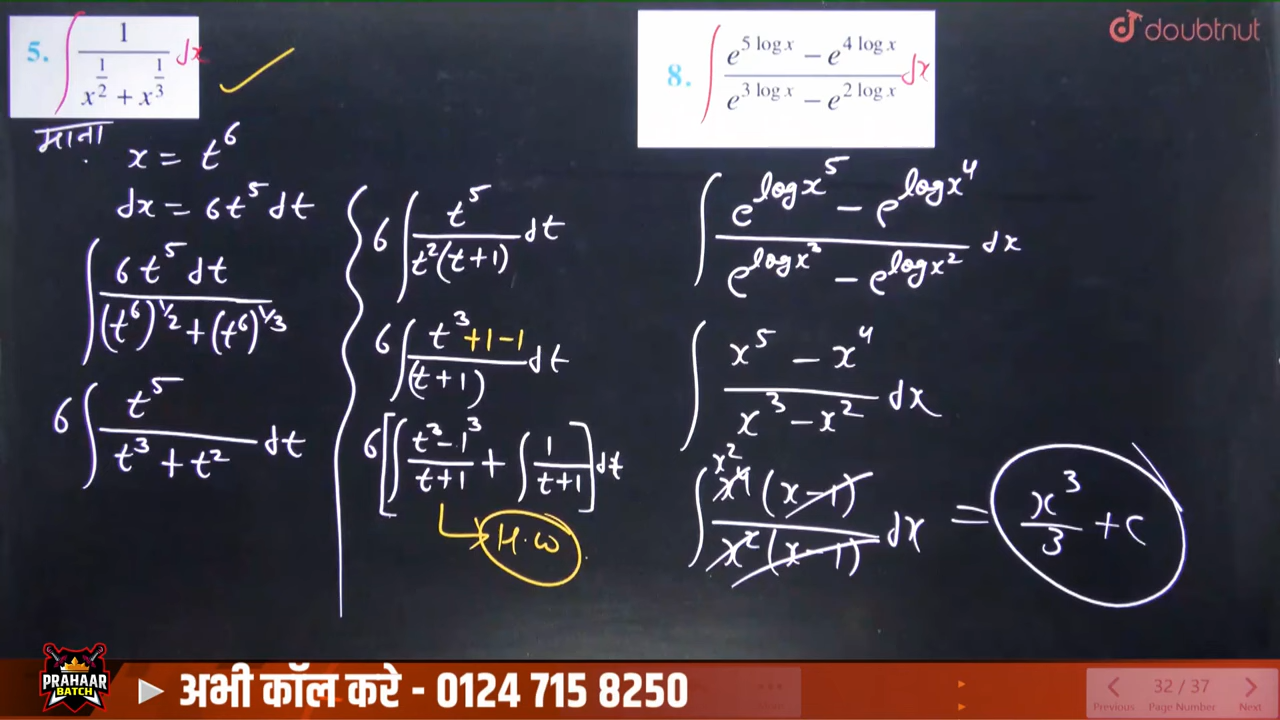 5. ∫ 1/(x^(1/2) + x^(1/3)) dx
माना
x = t^6
dx = 6t^5 dt
∫ 6t^5 dt / ((t^6)^1/2 + (t^6)^1/3)
6 ∫ t^5/(t^3 + t^2) dt
6 ∫ t^5/(t^2(t+1)) dt
6 ∫ (t^3 +1-1)/(t+1) dt
6[∫ (t^3-1^3)/(t+1) + ∫ 1/(t+1)] dt
H.W
doubtnut
8. ∫ (e^(5 log x) − e^(4 log x))/(e^(3 log x) − e^(2 log x)) dx
∫ (e^(log x^5) − e^(log x^4))/(e^(log x^3) − e^(log x^2)) dx
∫ (x^5 − x^4)/(x^3 − x^2) dx
∫ x^2 x^4(x−1)/(x^2(x−1)) dx = x^3/3 + c
PRAHAAR
BATCH
अभी कॉल करे - 0124 715 8250
32 / 37
Previous Page Number Next